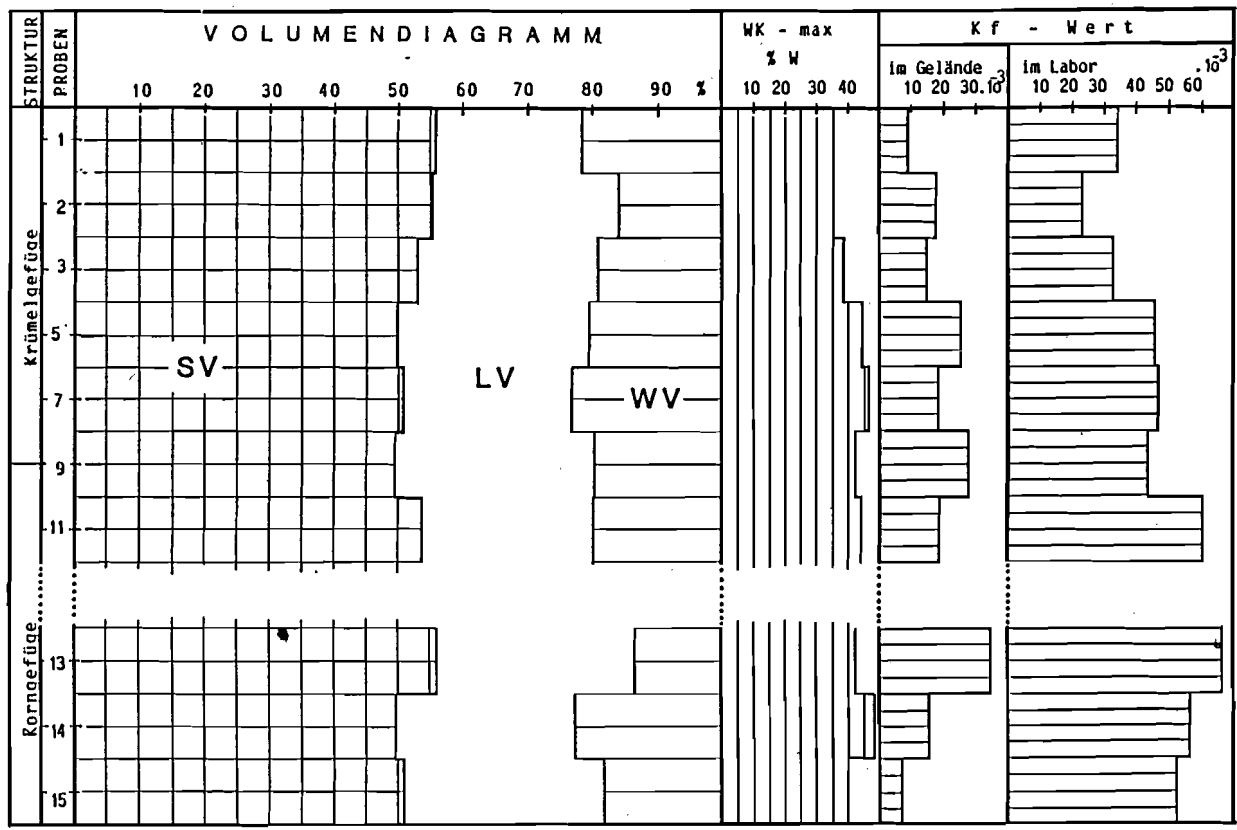 STRUKTUR
PROBEN
VOLUMENDIAGRAMM
10 20 30 40 50 60 70 80 90 %
WK - max
% W
10 20 30 40
Kf - Wert
im Gelände
10 20 30 .10-3
im Labor
10 20 30 40 50 60 .10-3
Krümelgefüge
Korngefüge
1
2
3
5
7
9
11
13
14
15
SV
LV
WV